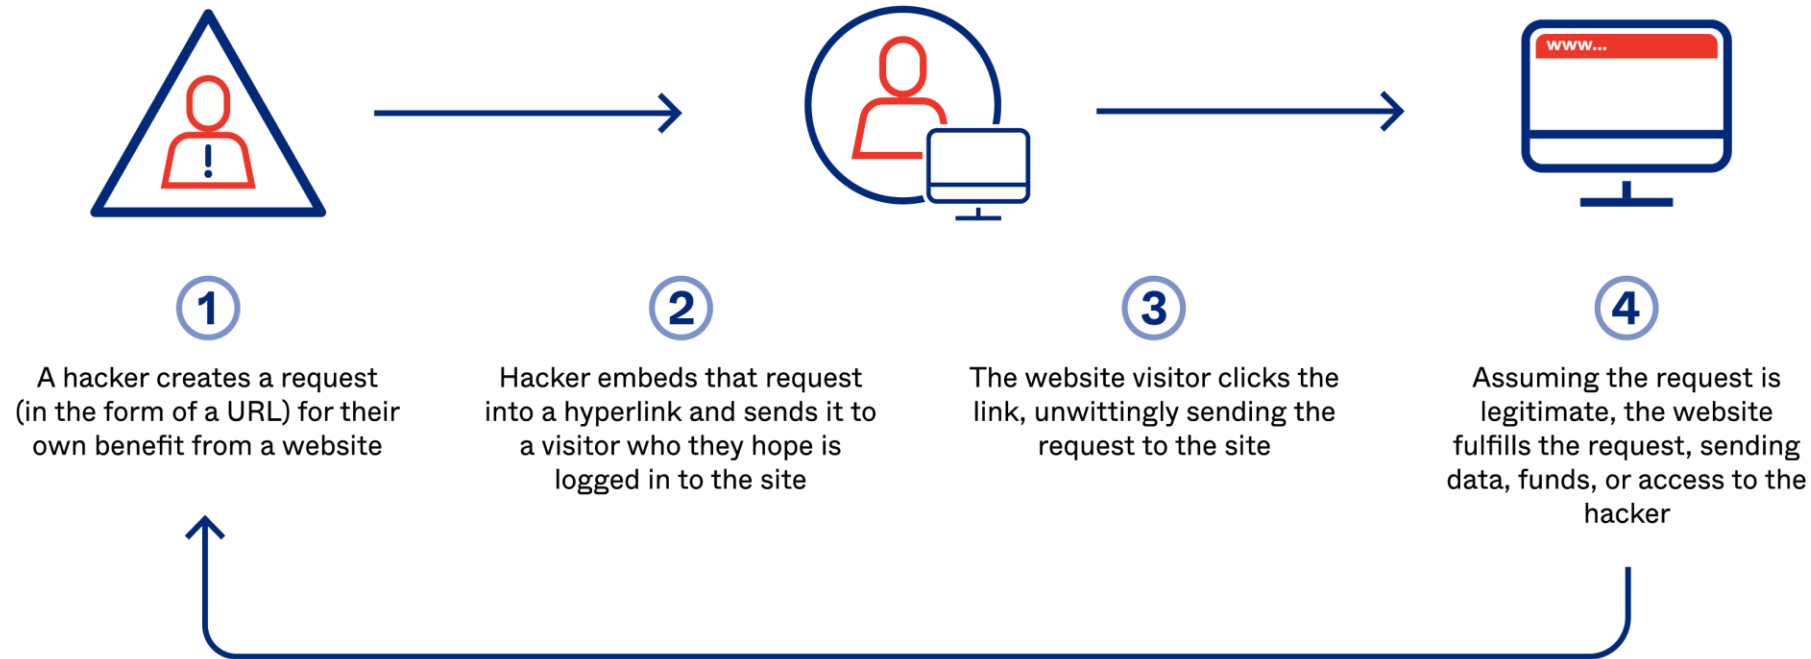 www...
1
A hacker creates a request
(in the form of a URL) for their
own benefit from a website
2
Hacker embeds that request
into a hyperlink and sends it to
a visitor who they hope is
logged in to the site
3
The website visitor clicks the
link, unwittingly sending the
request to the site
4
Assuming the request is
legitimate, the website
fulfills the request, sending
data, funds, or access to the
hacker